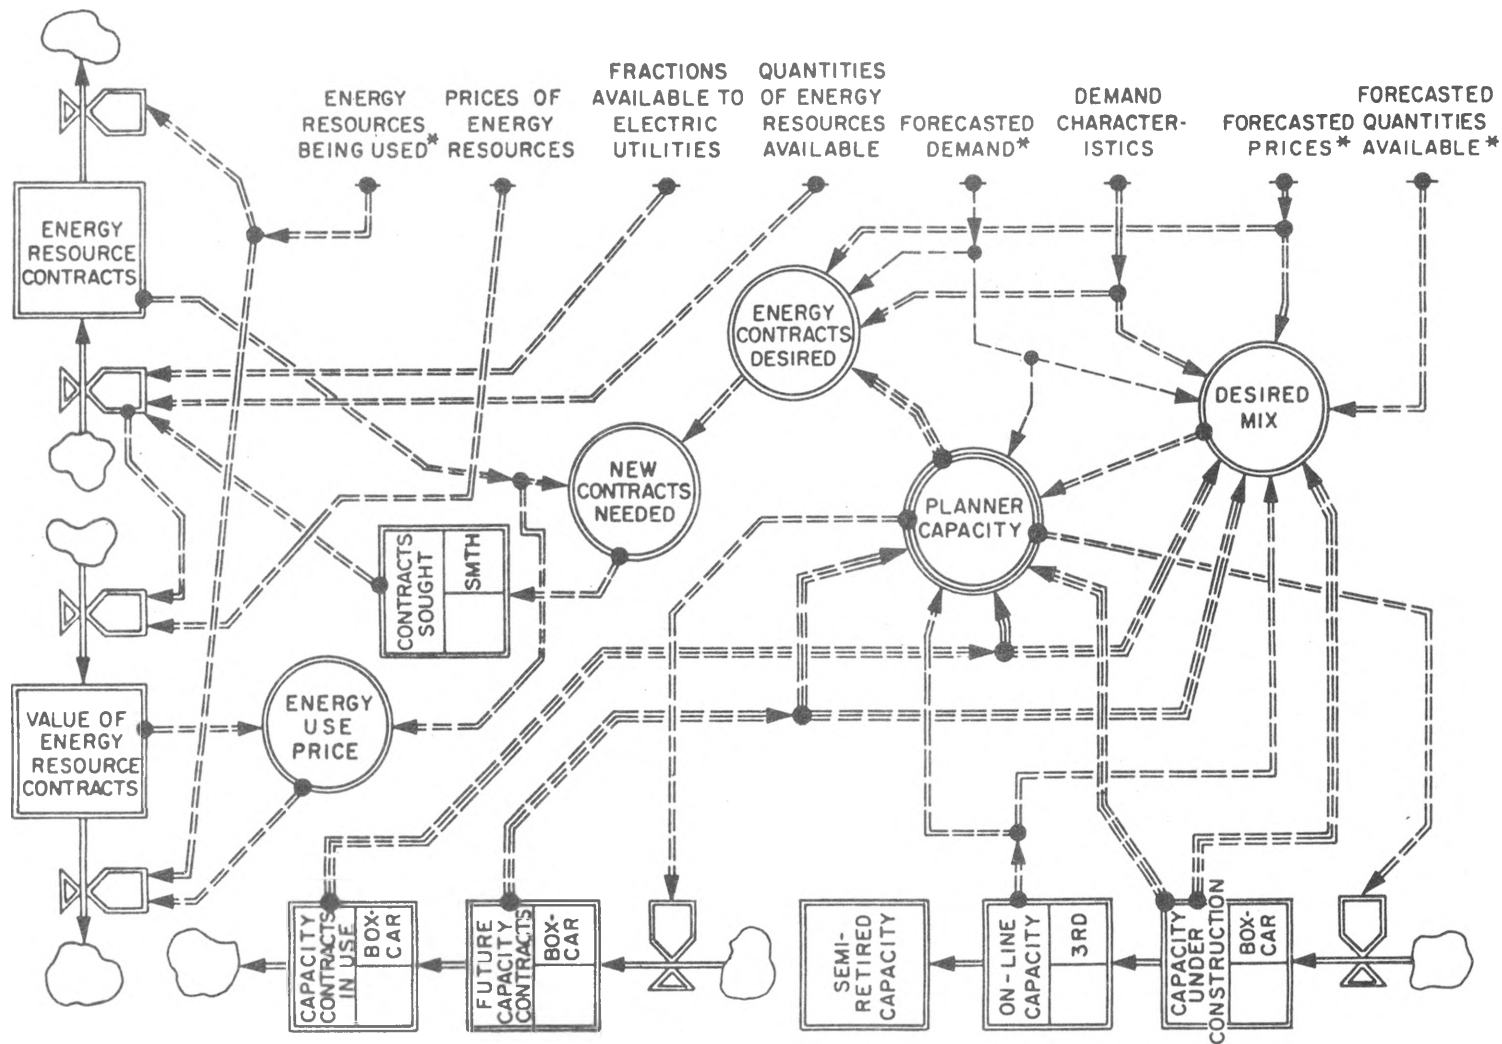 ENERGY
RESOURCES
BEING USED*
PRICES OF
ENERGY
RESOURCES
FRACTIONS
AVAILABLE TO
ELECTRIC
UTILITIES
QUANTITIES
OF ENERGY
RESOURCES
AVAILABLE
FORECASTED
DEMAND*
DEMAND
CHARACTER-
ISTICS
FORECASTED
PRICES*
FORECASTED
QUANTITIES
AVAILABLE*
ENERGY
RESOURCE
CONTRACTS
ENERGY
CONTRACTS
DESIRED
DESIRED
MIX
NEW
CONTRACTS
NEEDED
PLANNER
CAPACITY
CONTRACTS
SOUGHT
SMTH
VALUE OF
ENERGY
RESOURCE
CONTRACTS
ENERGY
USE
PRICE
CAPACITY
CONTRACTS
IN USE
BOX-
CAR
FUTURE
CAPACITY
CONTRACTS
BOX-
CAR
SEMI-
RETIRED
CAPACITY
ON-LINE
CAPACITY
3RD
CAPACITY
UNDER
CONSTRUCTION
BOX-
CAR